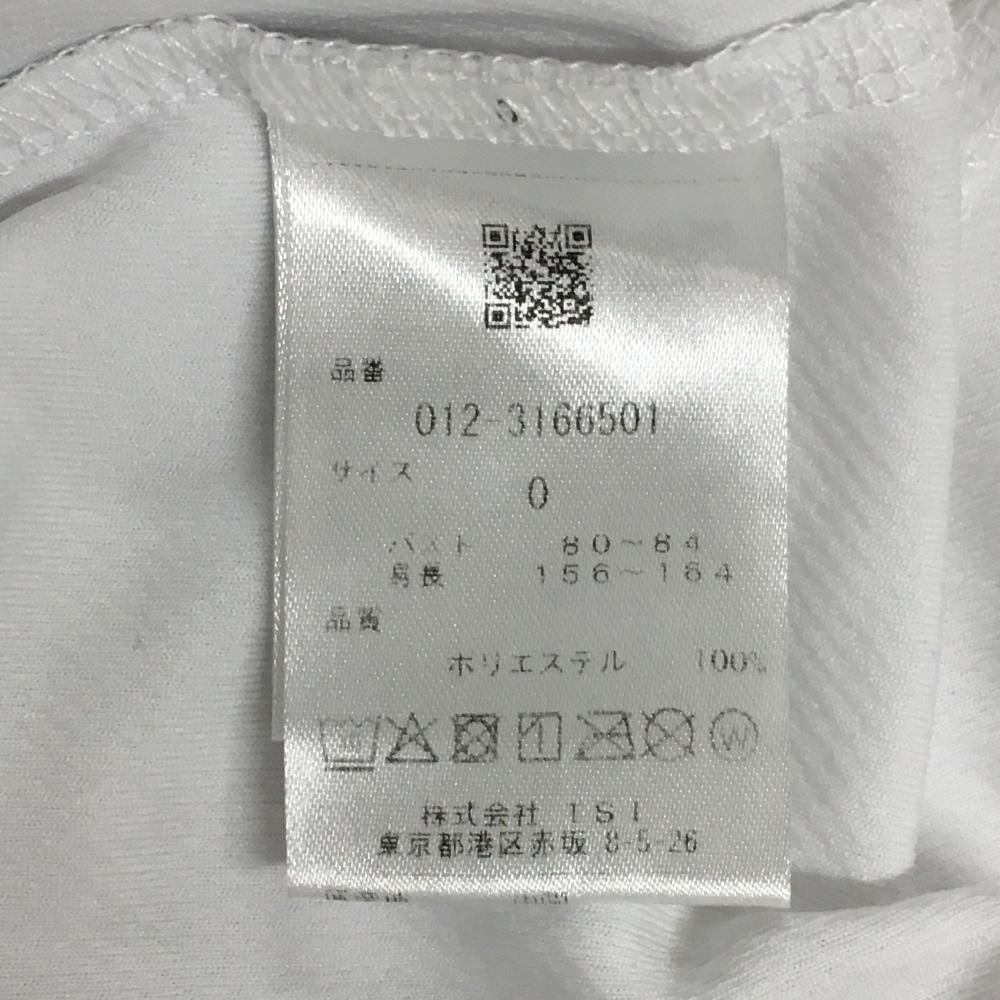 品番
012-3166501
サイズ
0
バスト 80～84
身長 156～164
品質
ポリエステル 100%
W
株式会社 ISI
東京都港区赤坂 8-5-26